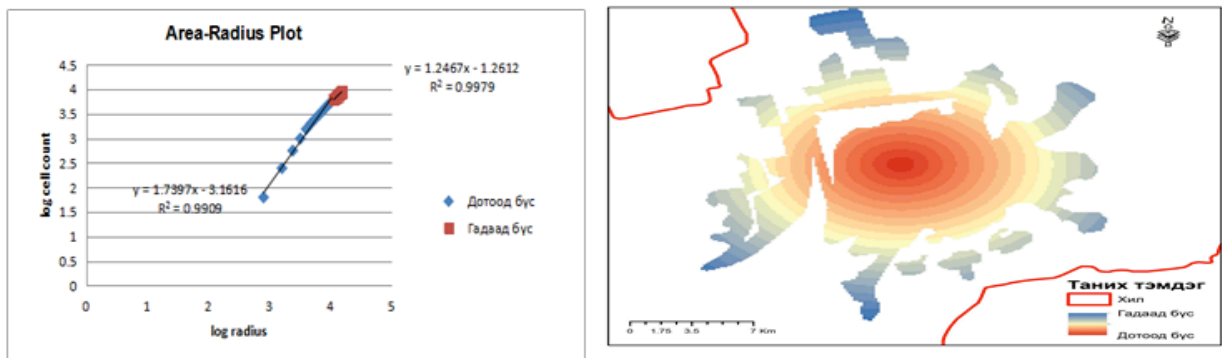 Area-Radius Plot
4.5
4
3.5
3
2.5
2
1.5
1
0.5
0
0 1 2 3 4 5
log cell count
log radius
y = 1.2467x - 1.2612
R² = 0.9979
y = 1.7397x - 3.1616
R² = 0.9909
Дотоод бүс
Гадаад бүс
Таних тэмдэг
Хил
Гадаад бүс
Дотоод бүс
0 1.75 3.5 7 Km